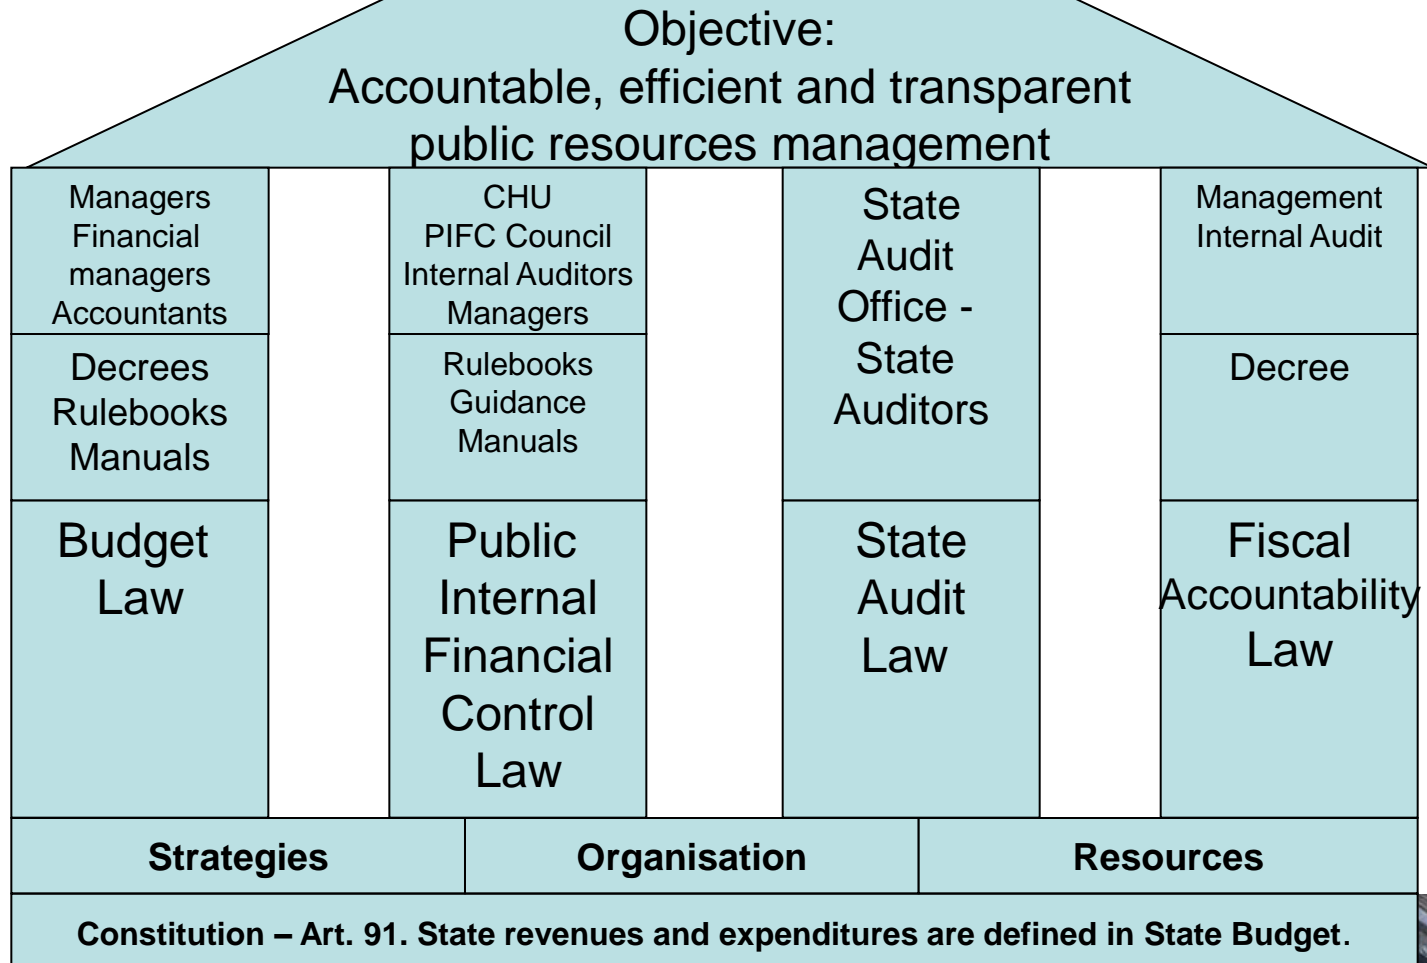 Objective:
Accountable, efficient and transparent
public resources management
Managers
Financial
managers
Accountants
Decrees
Rulebooks
Manuals
Budget
Law
CHU
PIFC Council
Internal Auditors
Managers
Rulebooks
Guidance
Manuals
Public
Internal
Financial
Control
Law
State
Audit
Office -
State
Auditors
State
Audit
Law
Management
Internal Audit
Decree
Fiscal
Accountability
Law
Strategies
Organisation
Resources
Constitution – Art. 91. State revenues and expenditures are defined in State Budget.